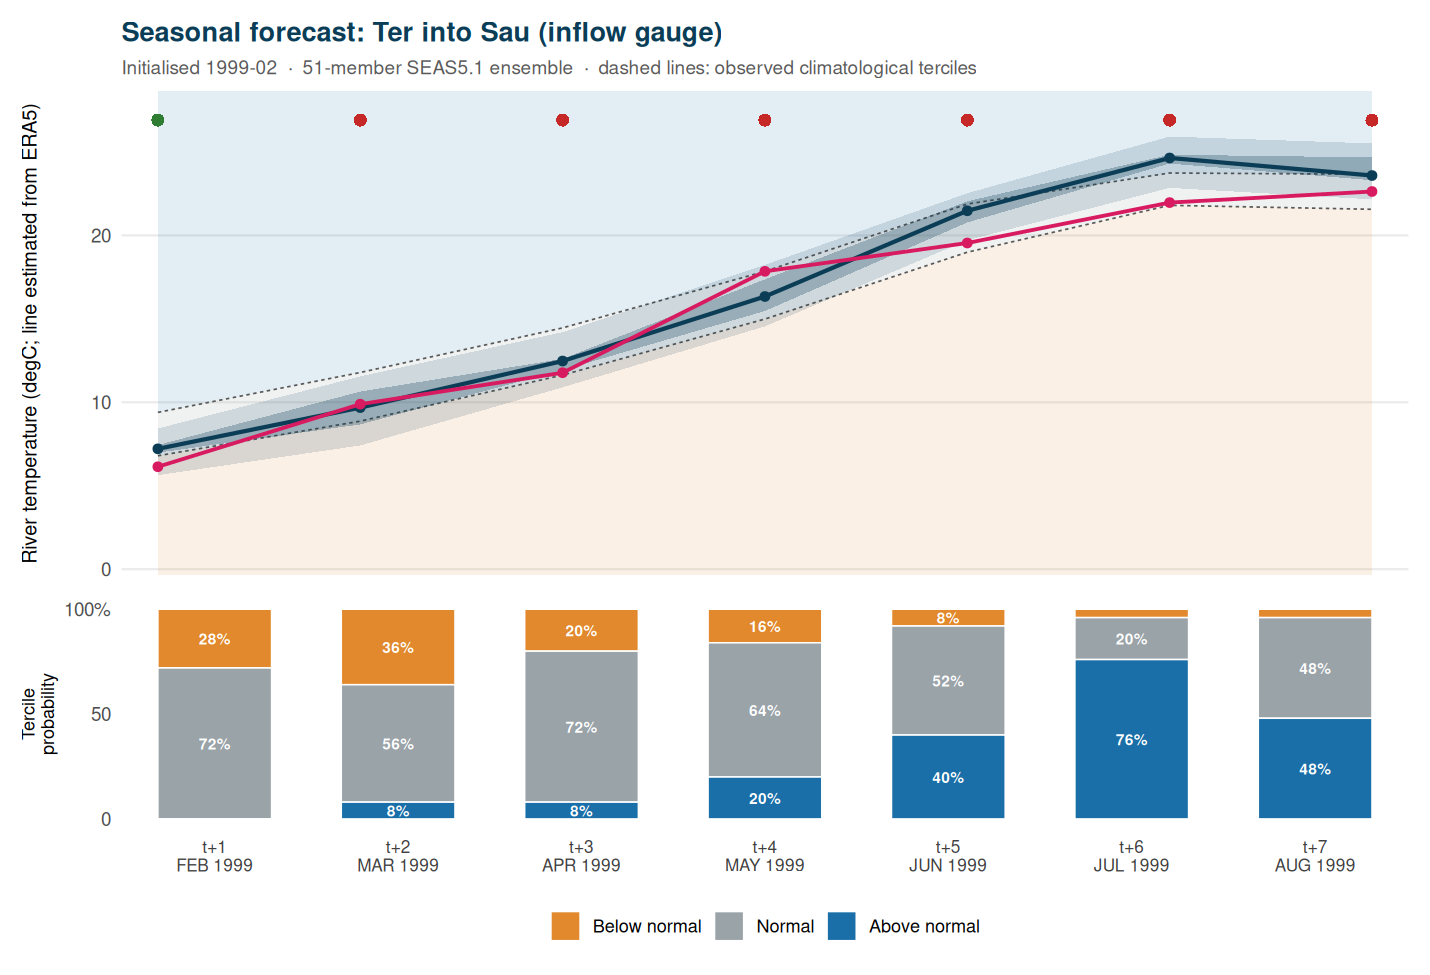 Seasonal forecast: Ter into Sau (inflow gauge)
Initialised 1999-02 · 51-member SEAS5.1 ensemble · dashed lines: observed climatological terciles
River temperature (degC; line estimated from ERA5)
20
10
0
Tercile
probability
100%
50
0
28%
36%
20%
16%
8%
72%
56%
72%
64%
52%
20%
48%
8%
8%
20%
40%
76%
48%
t+1
FEB 1999
t+2
MAR 1999
t+3
APR 1999
t+4
MAY 1999
t+5
JUN 1999
t+6
JUL 1999
t+7
AUG 1999
Below normal
Normal
Above normal